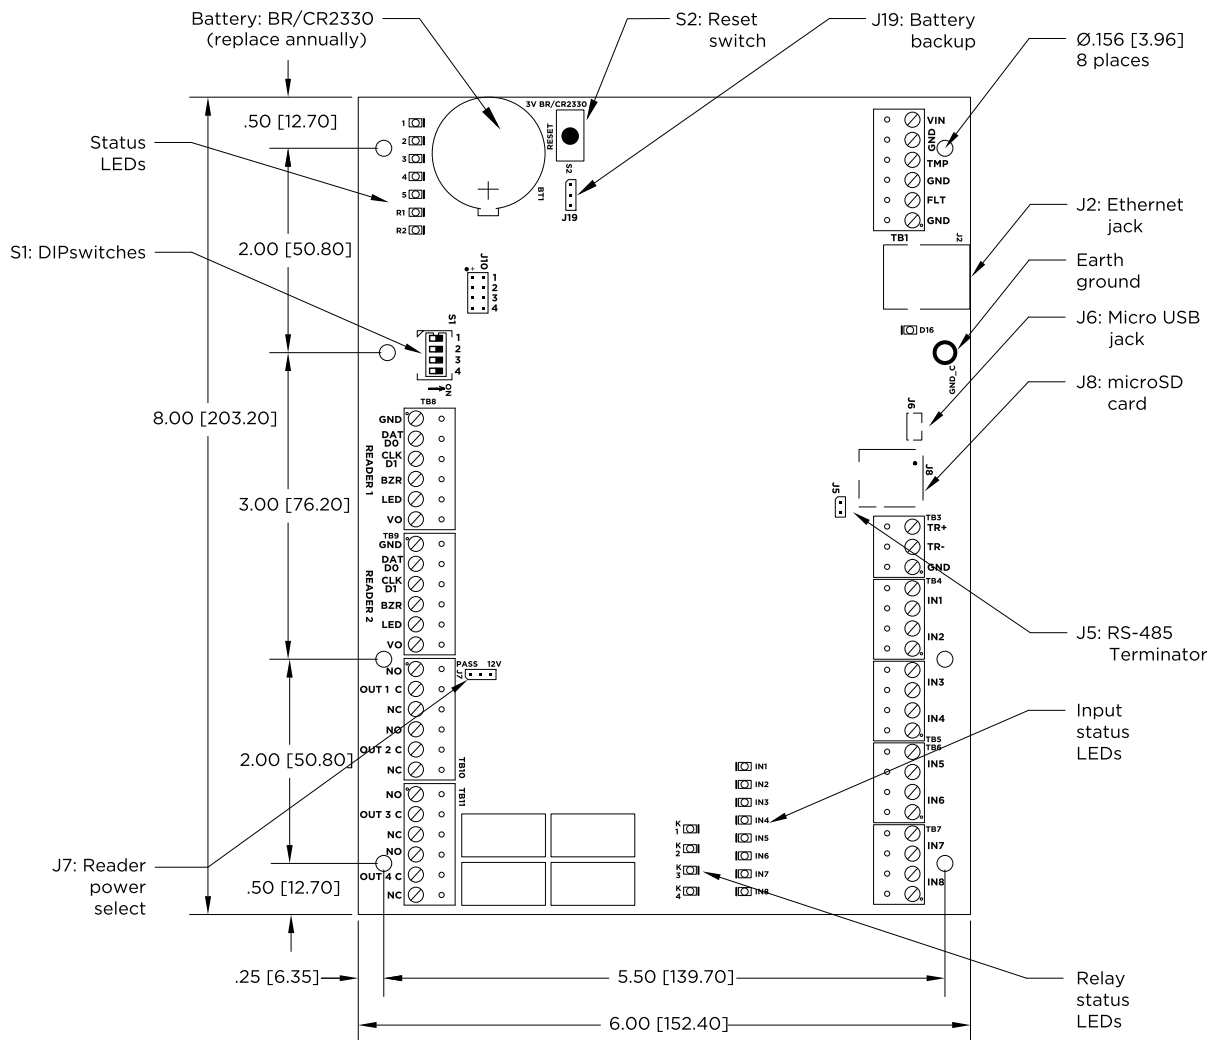 Battery: BR/CR2330
(replace annually)
S2: Reset
switch
J19: Battery
backup
Ø.156 [3.96]
8 places
.50 [12.70]
Status
LEDs
2.00 [50.80]
S1: DIPswitches
8.00 [203.20]
3.00 [76.20]
2.00 [50.80]
J7: Reader
power
select
.50 [12.70]
.25 [6.35]
5.50 [139.70]
6.00 [152.40]
J2: Ethernet
jack
Earth
ground
J6: Micro USB
jack
J8: microSD
card
J5: RS-485
Terminator
Input
status
LEDs
Relay
status
LEDs
3V BR/CR2330
RESET
S2
BT1
J19
1
2
3
4
5
R1
R2
J10
+
1
2
3
4
S1
1
2
3
4
ON
TB8
READER 1
GND
DAT
D0
CLK
D1
BZR
LED
VO
TB9
READER 2
GND
DAT
D0
CLK
D1
BZR
LED
VO
NO
OUT 1 C
NC
NO
OUT 2 C
NC
TB10
PASS 12V
J7
TB11
NO
OUT 3 C
NC
NO
OUT 4 C
NC
K
1
K
2
K
3
K
4
IN1
IN2
IN3
IN4
IN5
IN6
IN7
IN8
VIN
GND
TMP
GND
FLT
GND
TB1
J2
D16
GND_C
J6
J8
J5
TB3
TR+
TR-
GND
TB4
IN1
IN2
IN3
IN4
TB5
TB6
IN5
IN6
TB7
IN7
IN8